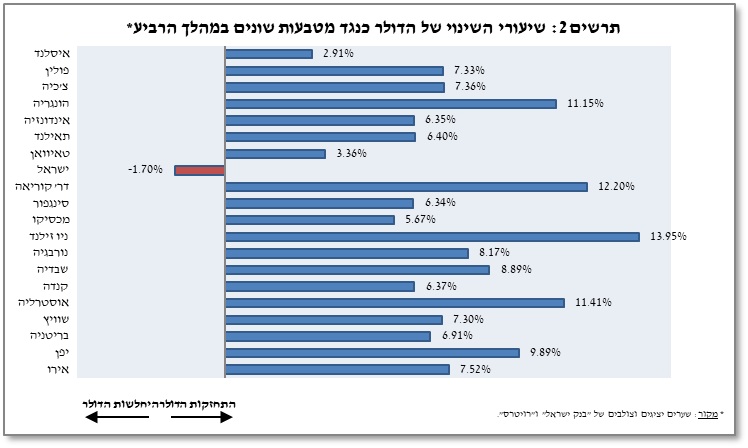 תרשים 2: שיעורי השינוי של הדולר כנגד מטבעות שונים במהלך הרביע*
איסלנד 2.91%
פולין 7.33%
צ'כיה 7.36%
הונגריה 11.15%
אינדונזיה 6.35%
תאילנד 6.40%
טאיוואן 3.36%
ישראל -1.70%
דר' קוריאה 12.20%
סינגפור 6.34%
מכסיקו 5.67%
ניו זילנד 13.95%
נורבגיה 8.17%
שבדיה 8.89%
קנדה 6.37%
אוסטרליה 11.41%
שוויץ 7.30%
בריטניה 6.91%
יפן 9.89%
אירו 7.52%
התחזקות הדולר היחלשות הדולר
* מקור: שערים יציגים וצולבים של "בנק ישראל" ו"רויטרס".